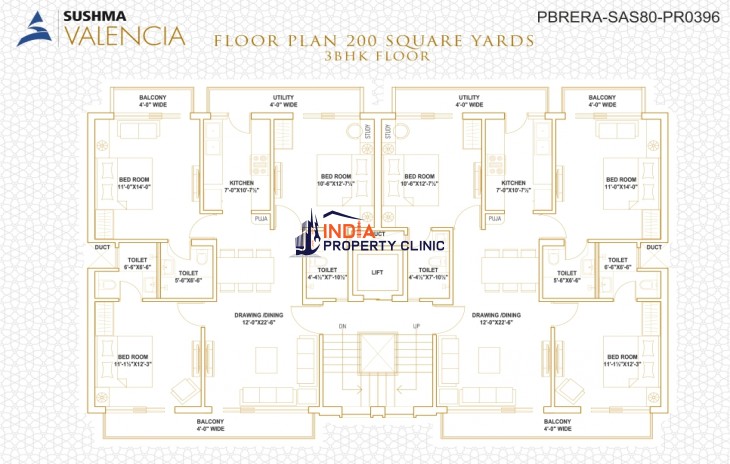 SUSHMA
VALENCIA
PBRERA-SAS80-PR0396
FLOOR PLAN 200 SQUARE YARDS
3BHK FLOOR
BALCONY
4'-0" WIDE
UTILITY
4'-0" WIDE
UTILITY
4'-0" WIDE
BALCONY
4'-0" WIDE
STUDY
STUDY
BED ROOM
11'-0"X14'-0"
KITCHEN
7'-0"X10'-7½"
BED ROOM
10'-6"X12'-7½"
BED ROOM
10'-6"X12'-7½"
KITCHEN
7'-0"X10'-7½"
BED ROOM
11'-0"X14'-0"
PUJA
PUJA
INDIA
PROPERTY CLINIC
DUCT
DUCT
DUCT
TOILET
6'-6"X6'-6"
TOILET
5'-6"X6'-6"
TOILET
4'-4½"X7'-10½"
LIFT
TOILET
4'-4½"X7'-10½"
TOILET
5'-6"X6'-6"
TOILET
6'-6"X6'-6"
DRAWING /DINING
12'-0"X22'-6"
DN
UP
DRAWING /DINING
12'-0"X22'-6"
BED ROOM
11'-1½"X12'-3"
BED ROOM
11'-1½"X12'-3"
BALCONY
4'-0" WIDE
BALCONY
4'-0" WIDE